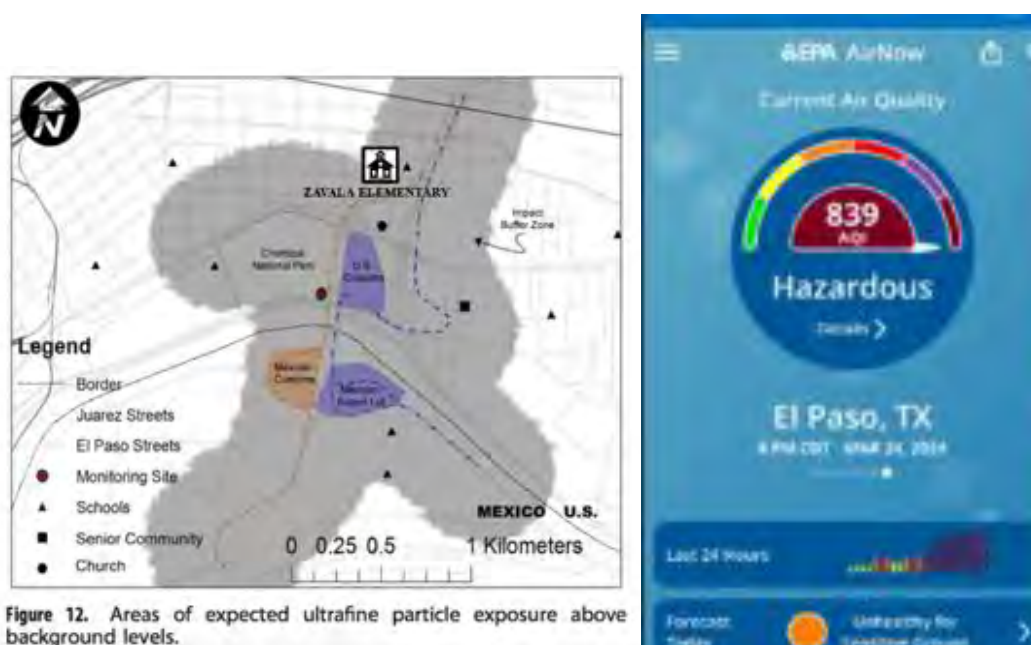 N
ZAVALA ELEMENTARY
Impact
Buffer Zone
Chamizal
National Park
U.S.
Customs
Legend
Mexican
Customs
Mexican
Border
Juarez Streets
El Paso Streets
Monitoring Site
Schools
Senior Community
Church
MEXICO U.S.
0 0.25 0.5 1 Kilometers
Figure 12. Areas of expected ultrafine particle exposure above
background levels.
EPA AirNow
Current Air Quality
839
AQI
Hazardous
Details
El Paso, TX
Last 24 Hours
Forecast
Today
Unhealthy for
Sensitive Groups